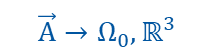 A⃗ → Ω₀, ℝ³